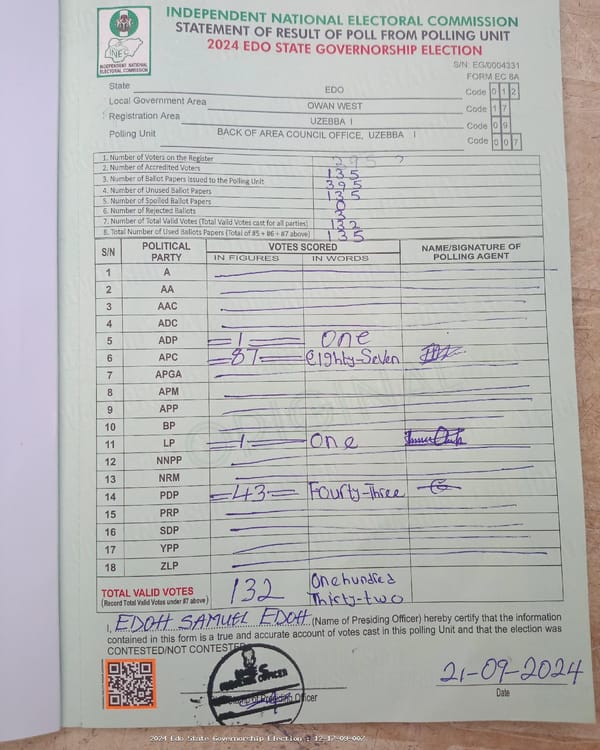 INDEPENDENT NATIONAL ELECTORAL COMMISSION
STATEMENT OF RESULT OF POLL FROM POLLING UNIT
2024 EDO STATE GOVERNORSHIP ELECTION
INEC
INDEPENDENT NATIONAL ELECTORAL COMMISSION
S/N: EG/0004331
FORM EC 8A
State EDO Code 0 1 2
Local Government Area OWAN WEST Code 1 7
Registration Area UZEBBA I Code 0 9
Polling Unit BACK OF AREA COUNCIL OFFICE, UZEBBA I Code 0 0 7
1. Number of Voters on the Register 295
2. Number of Accredited Voters 135
3. Number of Ballot Papers issued to the Polling Unit 395
4. Number of Unused Ballot Papers 135
5. Number of Spoiled Ballot Papers 0
6. Number of Rejected Ballots 3
7. Number of Total Valid Votes (Total Valid Votes cast for all parties) 132
8. Total Number of Used Ballots Papers (Total of #5 + #6 + #7 above) 135
S/N POLITICAL PARTY VOTES SCORED NAME/SIGNATURE OF POLLING AGENT
IN FIGURES IN WORDS
1 A
2 AA
3 AAC
4 ADC
5 ADP 1 One
6 APC 87 eighty-Seven
7 APGA
8 APM
9 APP
10 BP
11 LP 1 One
12 NNPP
13 NRM
14 PDP 43 Fourty-Three
15 PRP
16 SDP
17 YPP
18 ZLP
ORIGINAL
TOTAL VALID VOTES 132 One hundred
(Record Total Valid Votes under #7 above) Thirty-two
I, EDOH SAMUEL EDOH (Name of Presiding Officer) hereby certify that the information
contained in this form is a true and accurate account of votes cast in this polling Unit and that the election was
CONTESTED/NOT CONTESTED
21-09-2024
Officer
Date
2024 Edo State Governorship Election : 12-17-09-007